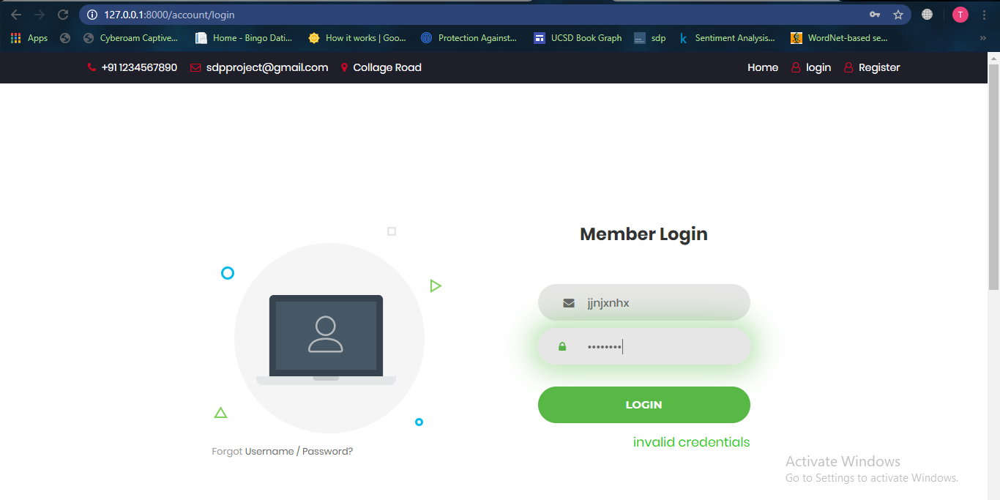 127.0.0.1:8000/account/login
T
Apps Cyberoam Captive... Home - Bingo Dati... How it works | Goo... Protection Against... UCSD Book Graph sdp Sentiment Analysis... WordNet-based se... »
+91 1234567890 sdpproject@gmail.com Collage Road Home login Register
Member Login
jjnjxnhx
••••••••
LOGIN
invalid credentials
Forgot Username / Password?
Activate Windows
Go to Settings to activate Windows.